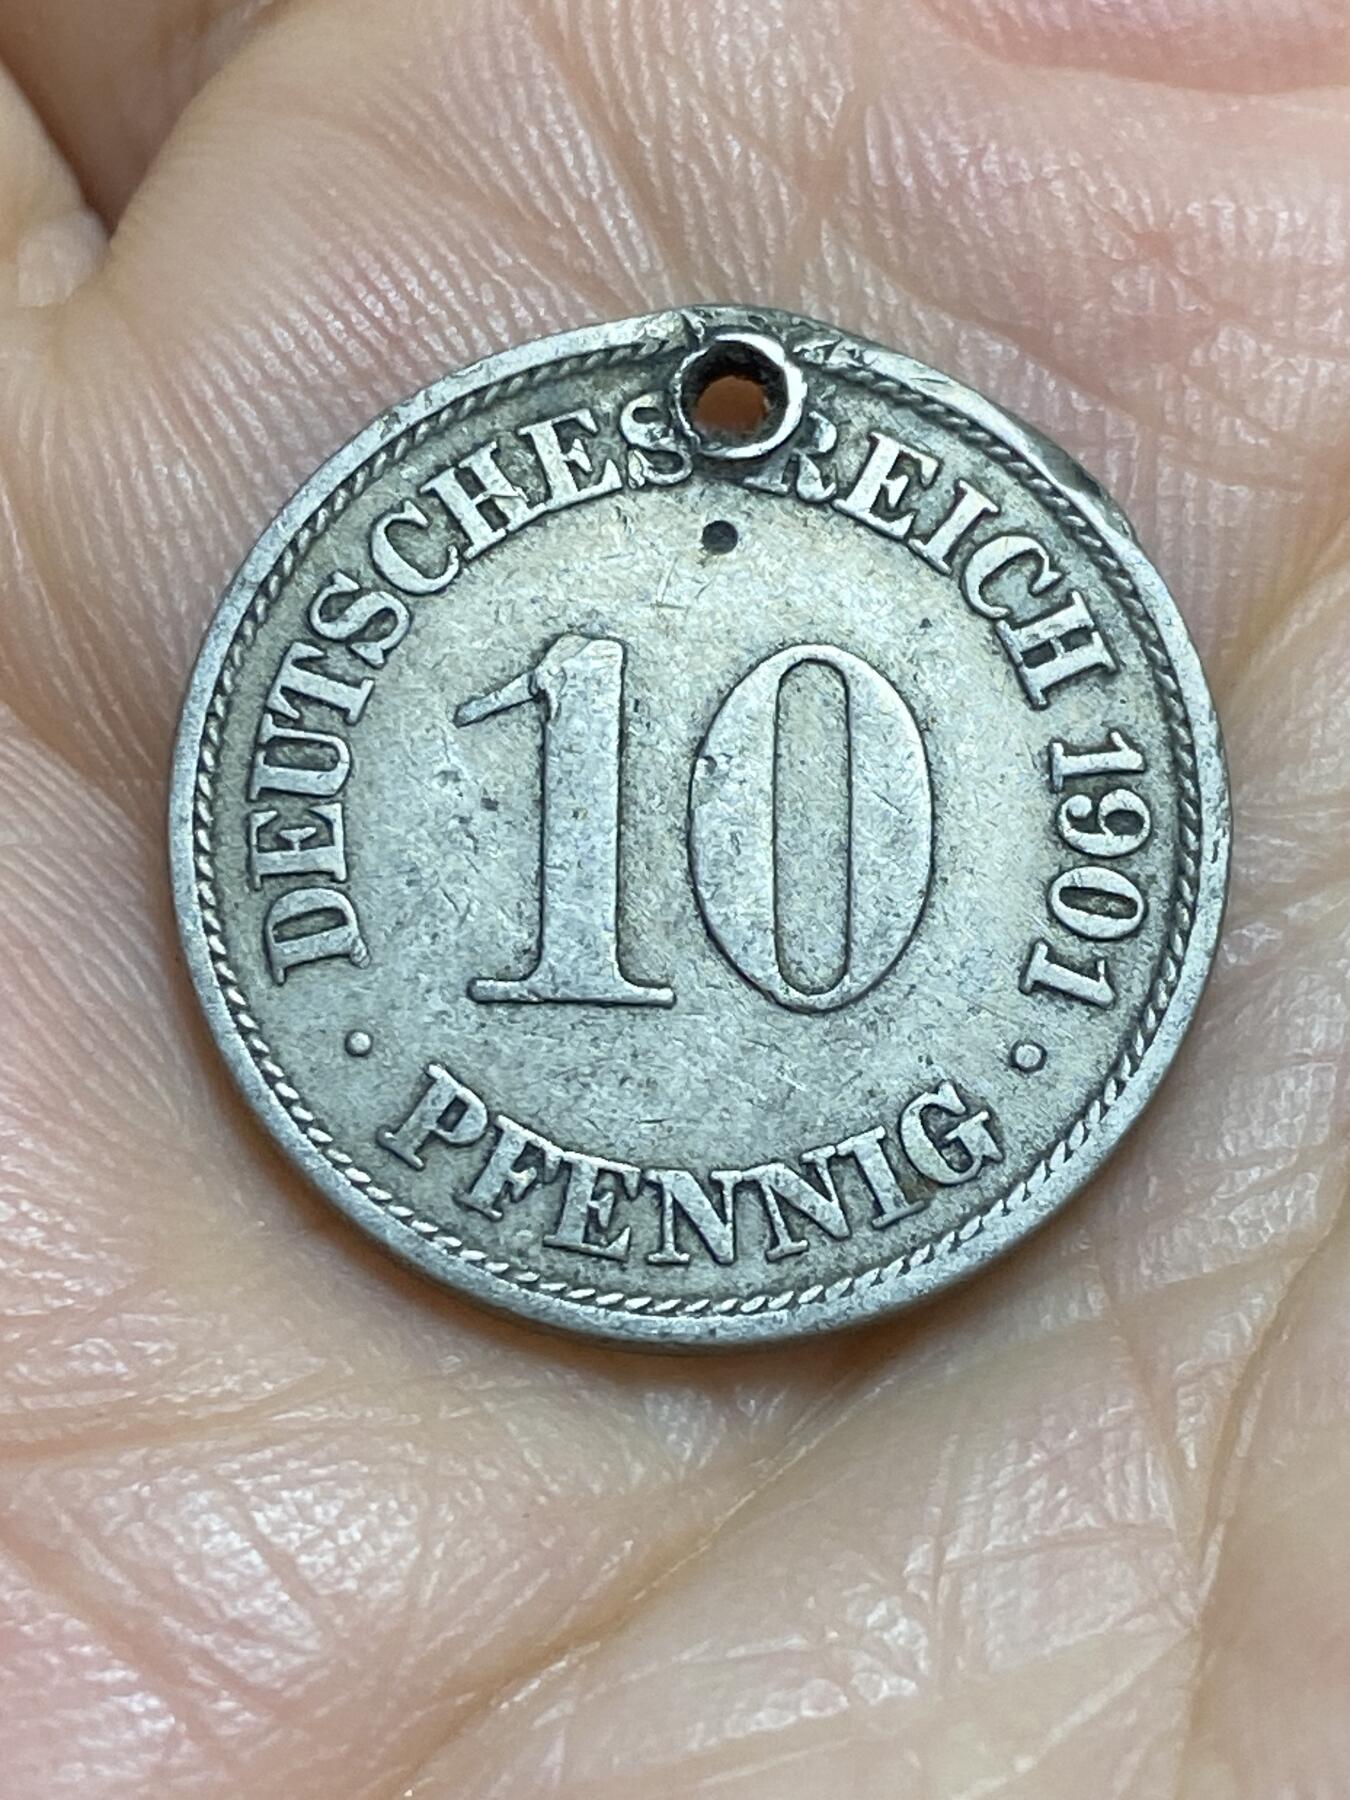 DEUTSCHES REICH 1901
10
• PFENNIG •